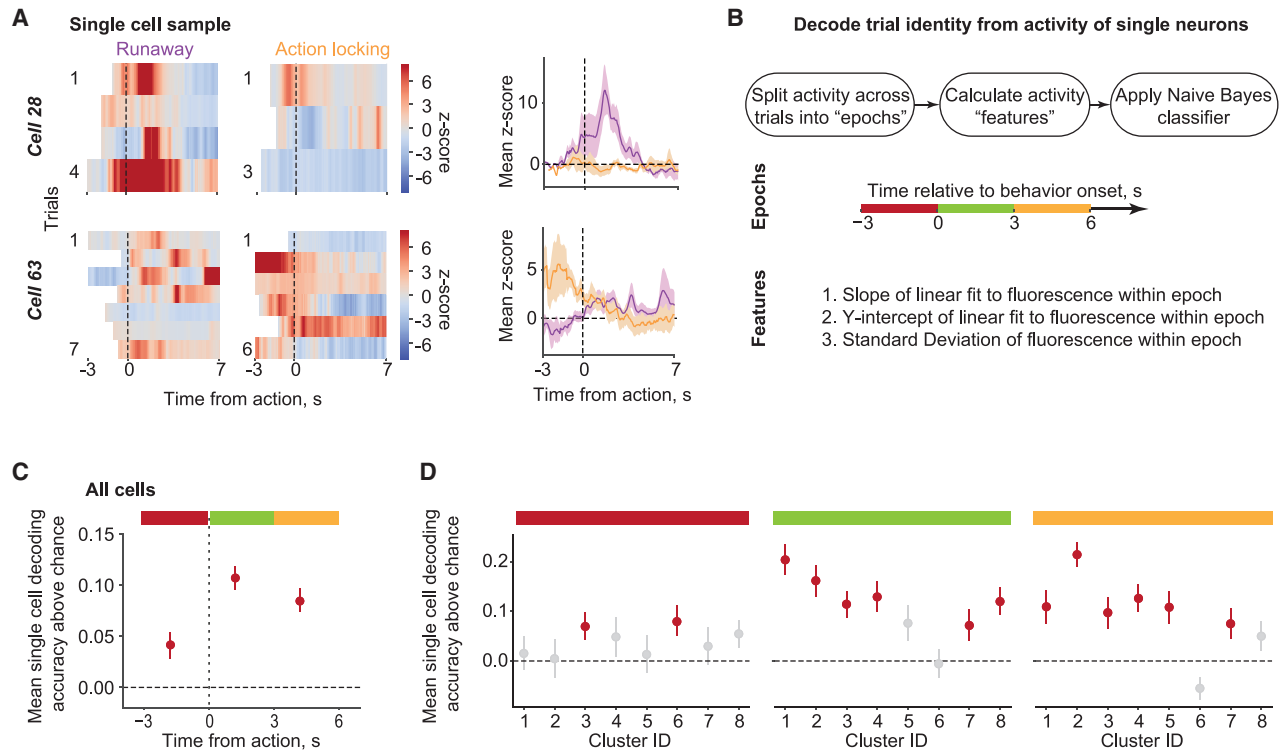 A
Single cell sample
Runaway
Action locking
Cell 28
Trials
1
4
1
3
6
3
0
-3
-6
z-score
Mean z-score
10
0
-3
0
7
Cell 63
1
7
1
6
6
3
0
-3
-6
z-score
Mean z-score
5
0
-3
0
7
-3
0
7
-3
0
7
Time from action, s
Time from action, s
B
Decode trial identity from activity of single neurons
Split activity across trials into “epochs”
Calculate activity “features”
Apply Naive Bayes classifier
Epochs
Time relative to behavior onset, s
-3
0
3
6
Features
1. Slope of linear fit to fluorescence within epoch
2. Y-intercept of linear fit to fluorescence within epoch
3. Standard Deviation of fluorescence within epoch
C
All cells
Mean single cell decoding
accuracy above chance
0.15
0.10
0.05
0.00
-3
0
3
6
Time from action, s
D
Mean single cell decoding
accuracy above chance
0.2
0.1
0.0
1 2 3 4 5 6 7 8
1 2 3 4 5 6 7 8
1 2 3 4 5 6 7 8
Cluster ID
Cluster ID
Cluster ID